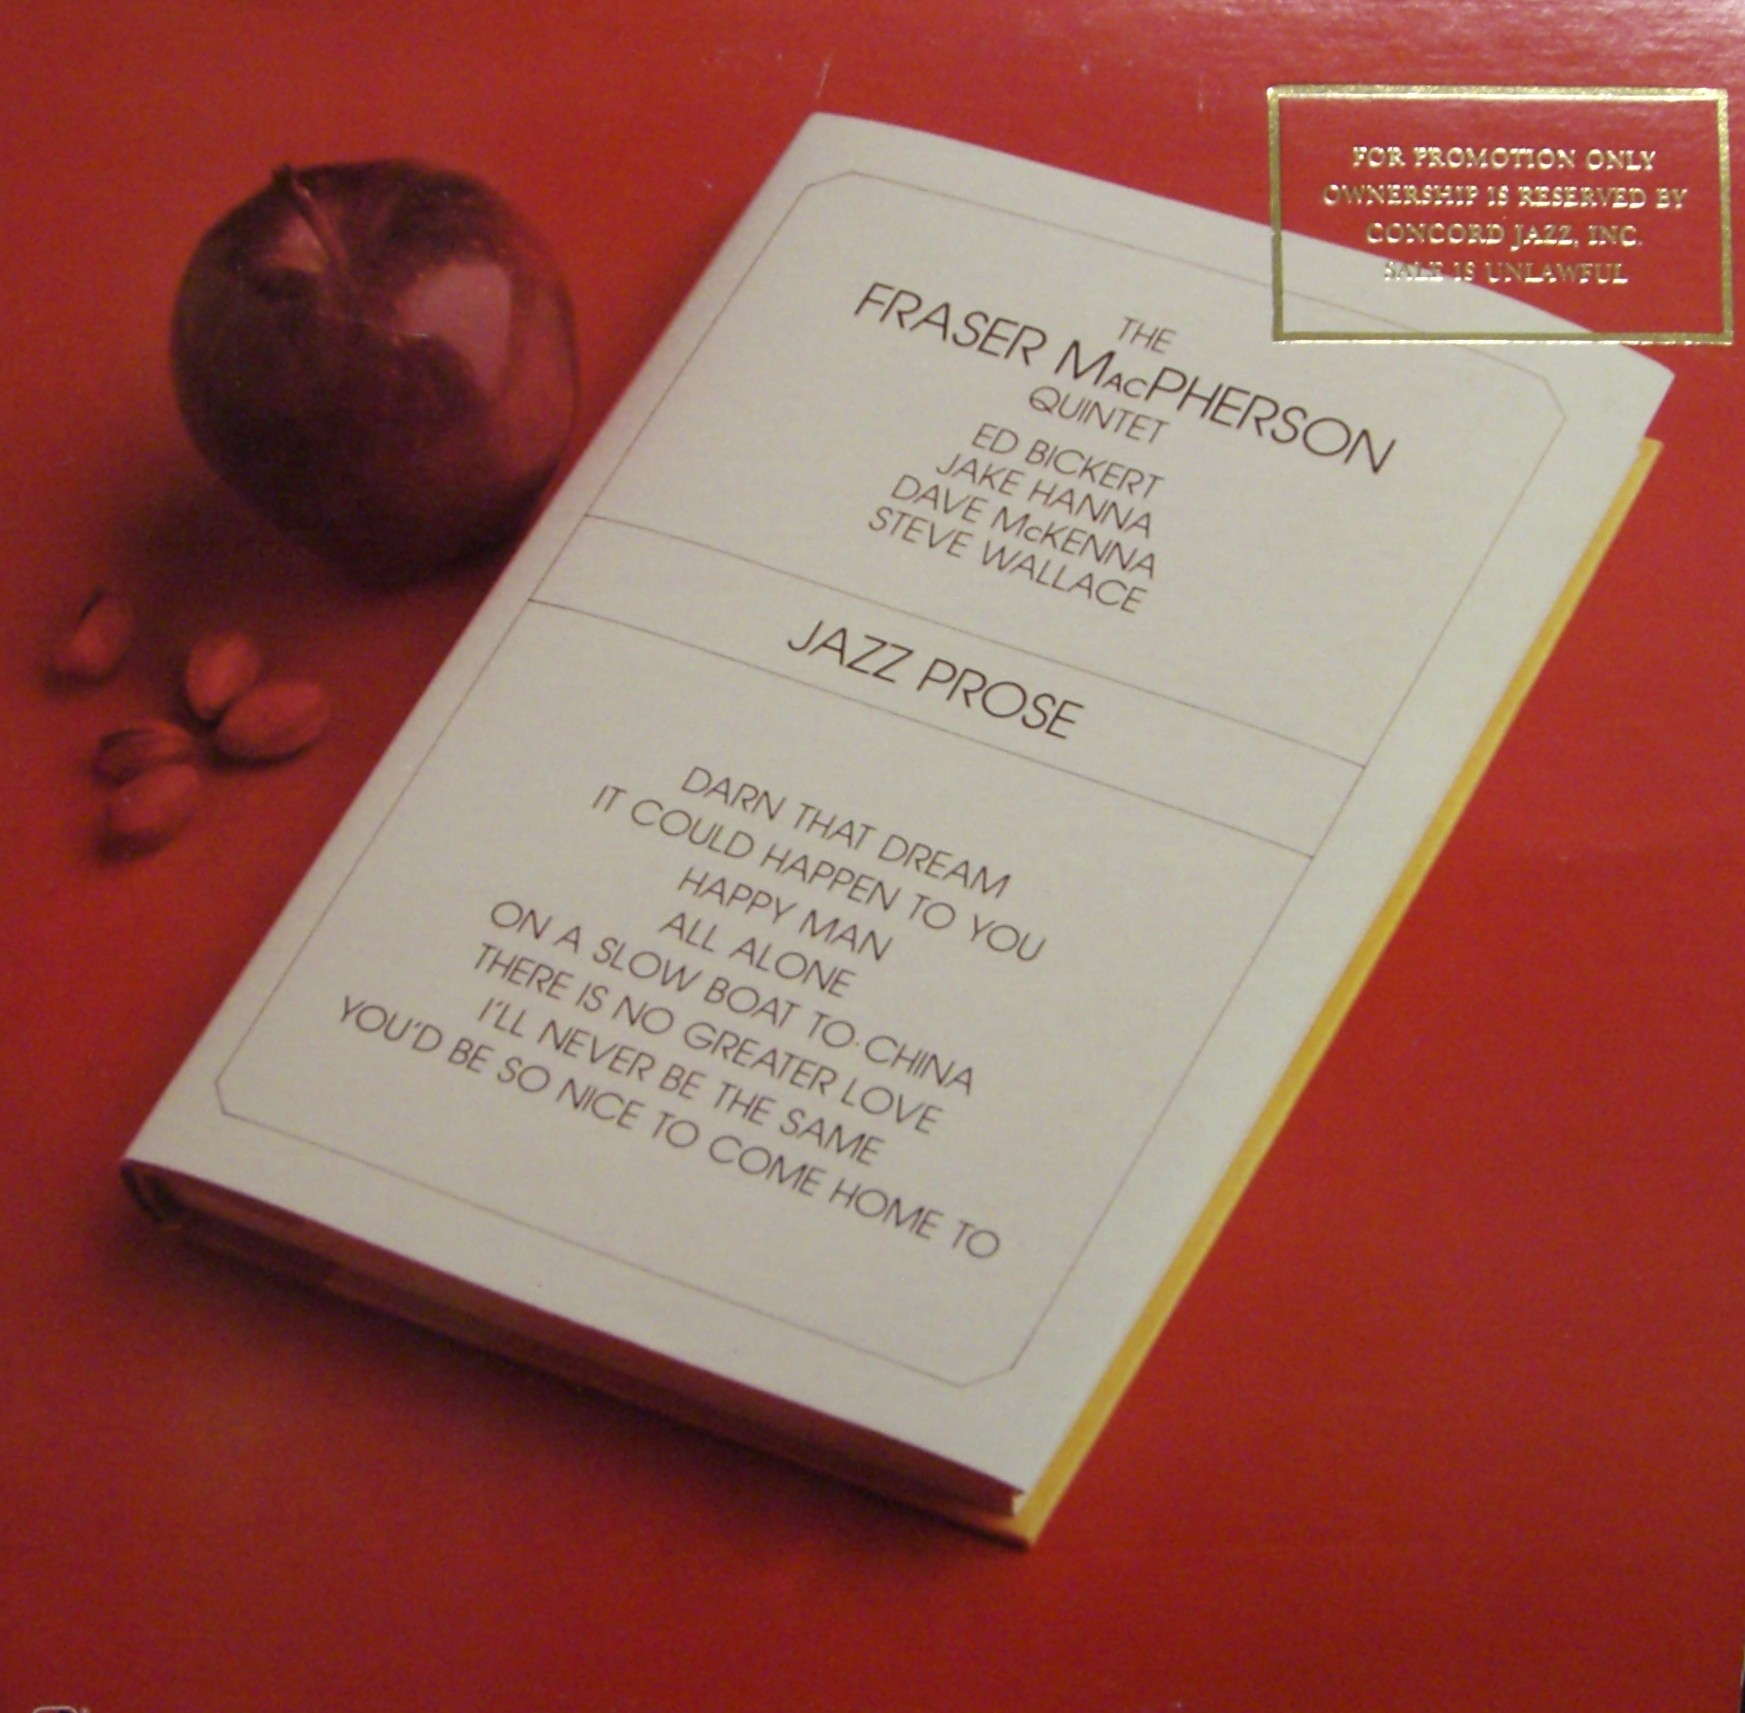 FOR PROMOTION ONLY
OWNERSHIP IS RESERVED BY
CONCORD JAZZ, INC.
SALE IS UNLAWFUL
THE
FRASER MacPHERSON
QUINTET
ED BICKERT
JAKE HANNA
DAVE McKENNA
STEVE WALLACE
JAZZ PROSE
DARN THAT DREAM
IT COULD HAPPEN TO YOU
HAPPY MAN
ALL ALONE
ON A SLOW BOAT TO CHINA
THERE IS NO GREATER LOVE
I'LL NEVER BE THE SAME
YOU'D BE SO NICE TO COME HOME TO